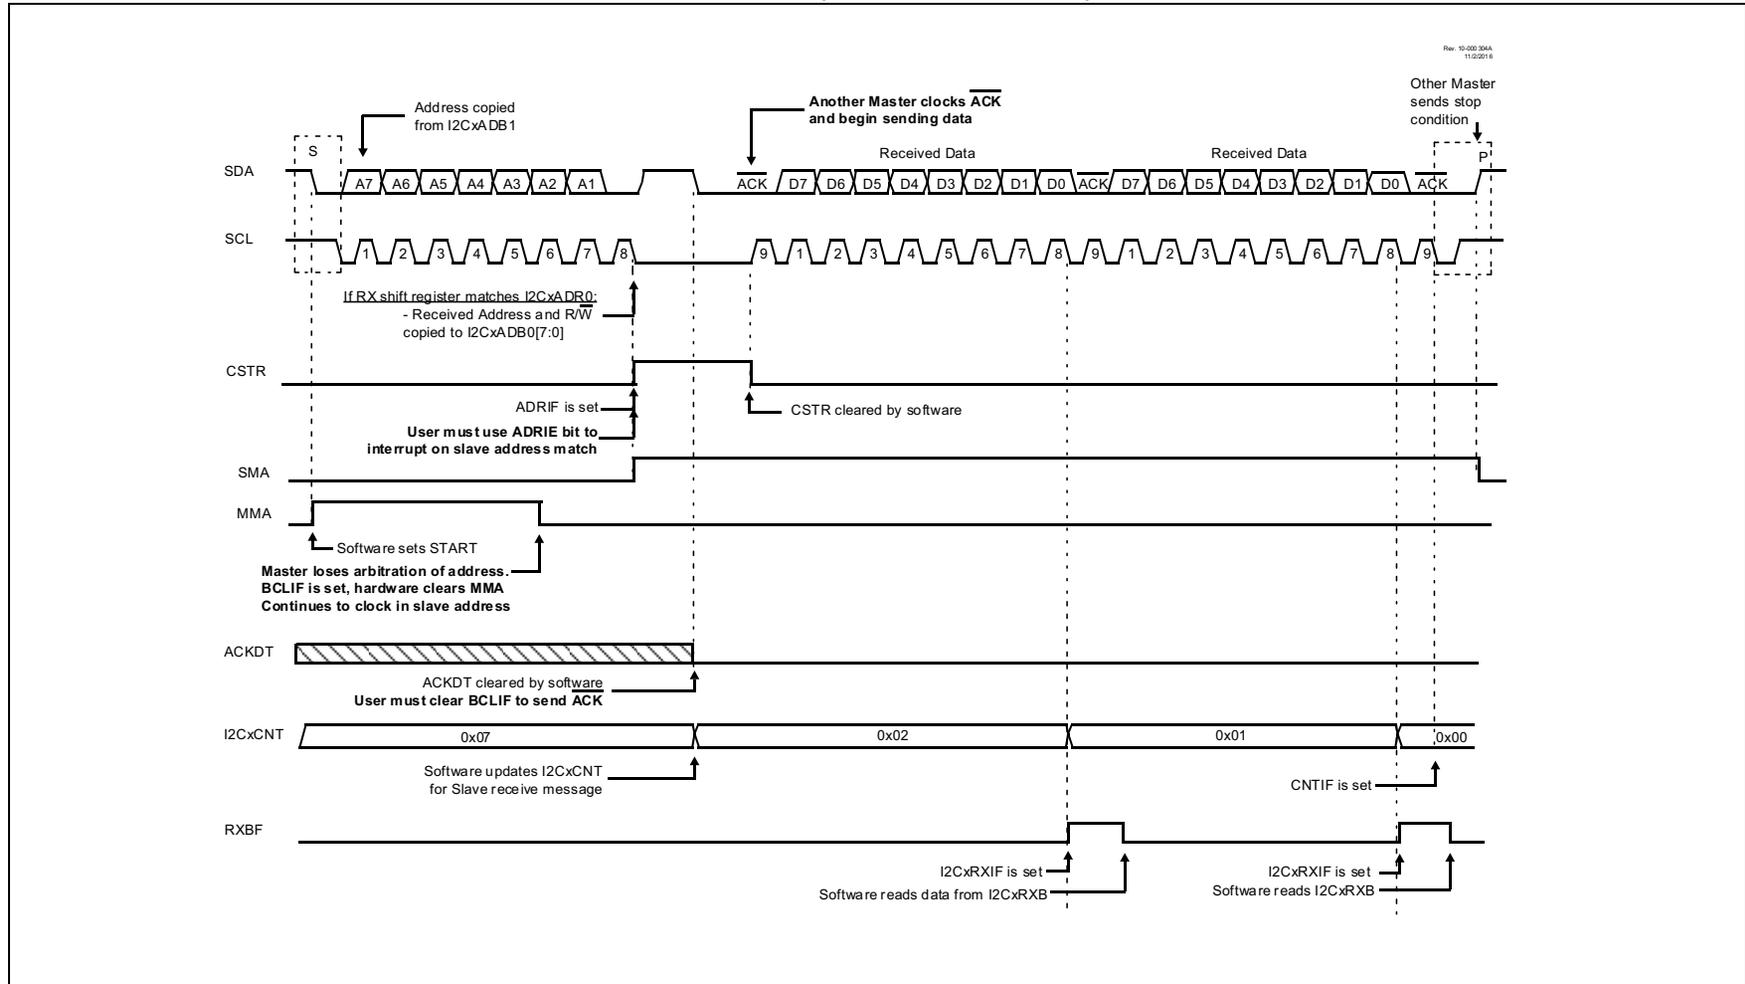 Rev. 10-000 304A
11/2/2016
Other Master
sends stop
condition
Address copied
from I2CxADB1
Another Master clocks ACK
and begin sending data
S
Received Data
Received Data
P
SDA
A7 A6 A5 A4 A3 A2 A1 ACK D7 D6 D5 D4 D3 D2 D1 D0 ACK D7 D6 D5 D4 D3 D2 D1 D0 ACK
SCL
1 2 3 4 5 6 7 8 9 1 2 3 4 5 6 7 8 9 1 2 3 4 5 6 7 8 9
If RX shift register matches I2CxADR0:
- Received Address and R/W
copied to I2CxADB0[7:0]
CSTR
ADRIF is set
CSTR cleared by software
User must use ADRIE bit to
interrupt on slave address match
SMA
MMA
Software sets START
Master loses arbitration of address.
BCLIF is set, hardware clears MMA
Continues to clock in slave address
ACKDT
ACKDT cleared by software
User must clear BCLIF to send ACK
I2CxCNT
0x07 0x02 0x01 0x00
Software updates I2CxCNT
for Slave receive message
CNTIF is set
RXBF
I2CxRXIF is set
Software reads data from I2CxRXB
I2CxRXIF is set
Software reads I2CxRXB